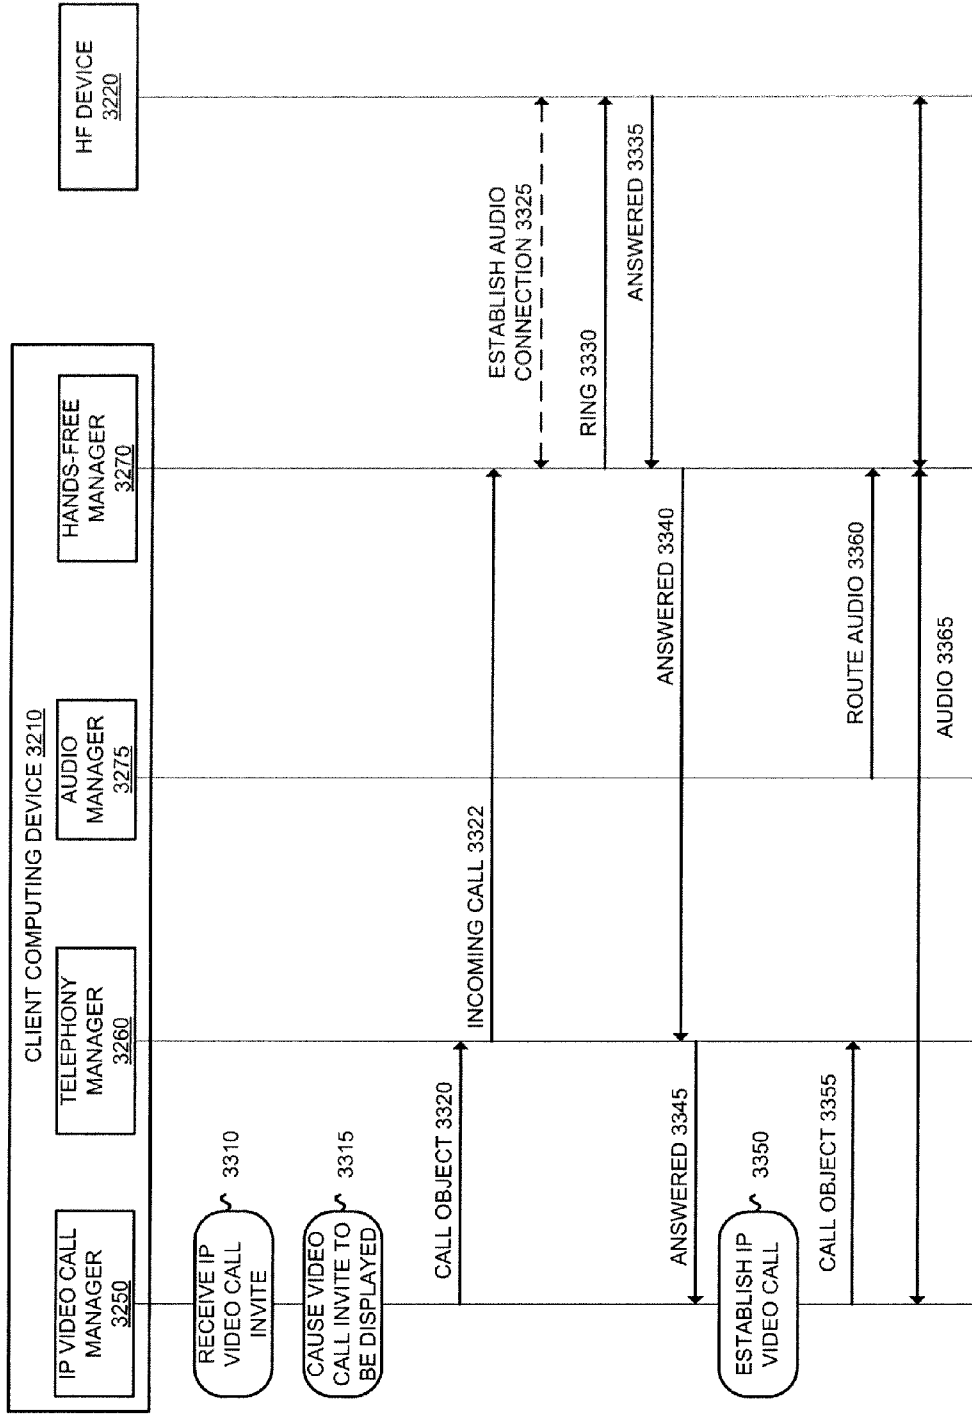 CLIENT COMPUTING DEVICE 3210
IP VIDEO CALL
MANAGER
3250
TELEPHONY
MANAGER
3260
AUDIO
MANAGER
3275
HANDS-FREE
MANAGER
3270
HF DEVICE
3220
RECEIVE IP
VIDEO CALL
INVITE
3310
CAUSE VIDEO
CALL INVITE TO
BE DISPLAYED
3315
CALL OBJECT 3320
INCOMING CALL 3322
ESTABLISH AUDIO
CONNECTION 3325
RING 3330
ANSWERED 3335
ANSWERED 3340
ANSWERED 3345
ESTABLISH IP
VIDEO CALL
3350
CALL OBJECT 3355
ROUTE AUDIO 3360
AUDIO 3365